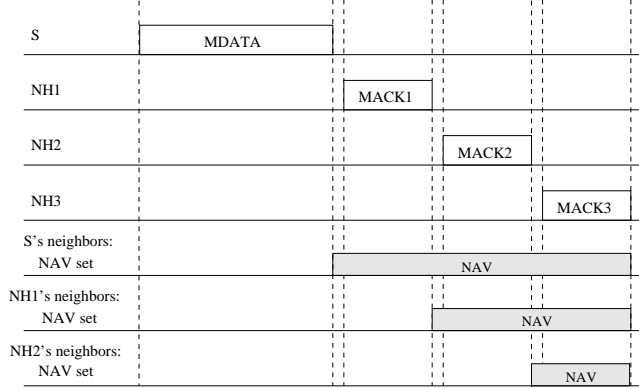 S
MDATA
NH1
MACK1
NH2
MACK2
NH3
MACK3
S's neighbors:
NAV set
NAV
NH1's neighbors:
NAV set
NAV
NH2's neighbors:
NAV set
NAV